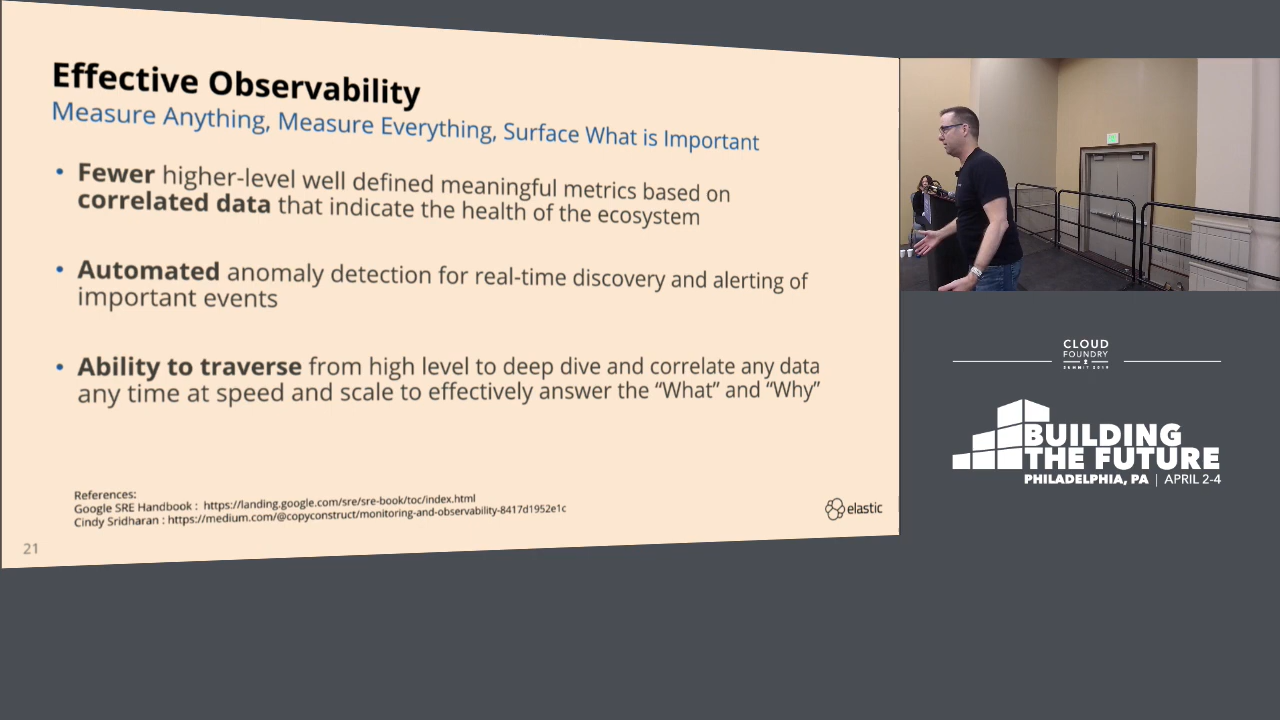 Effective Observability
Measure Anything, Measure Everything, Surface What is Important
• Fewer higher-level well defined meaningful metrics based on
correlated data that indicate the health of the ecosystem
• Automated anomaly detection for real-time discovery and alerting of
important events
• Ability to traverse from high level to deep dive and correlate any data
any time at speed and scale to effectively answer the “What” and “Why”
References:
Google SRE Handbook : https://landing.google.com/sre/sre-book/toc/index.html
Cindy Sridharan : https://medium.com/@copyconstruct/monitoring-and-observability-8417d1952e1c
elastic
21
CLOUD
FOUNDRY
SUMMIT 2019
BUILDING
THE FUTURE
PHILADELPHIA, PA | APRIL 2-4